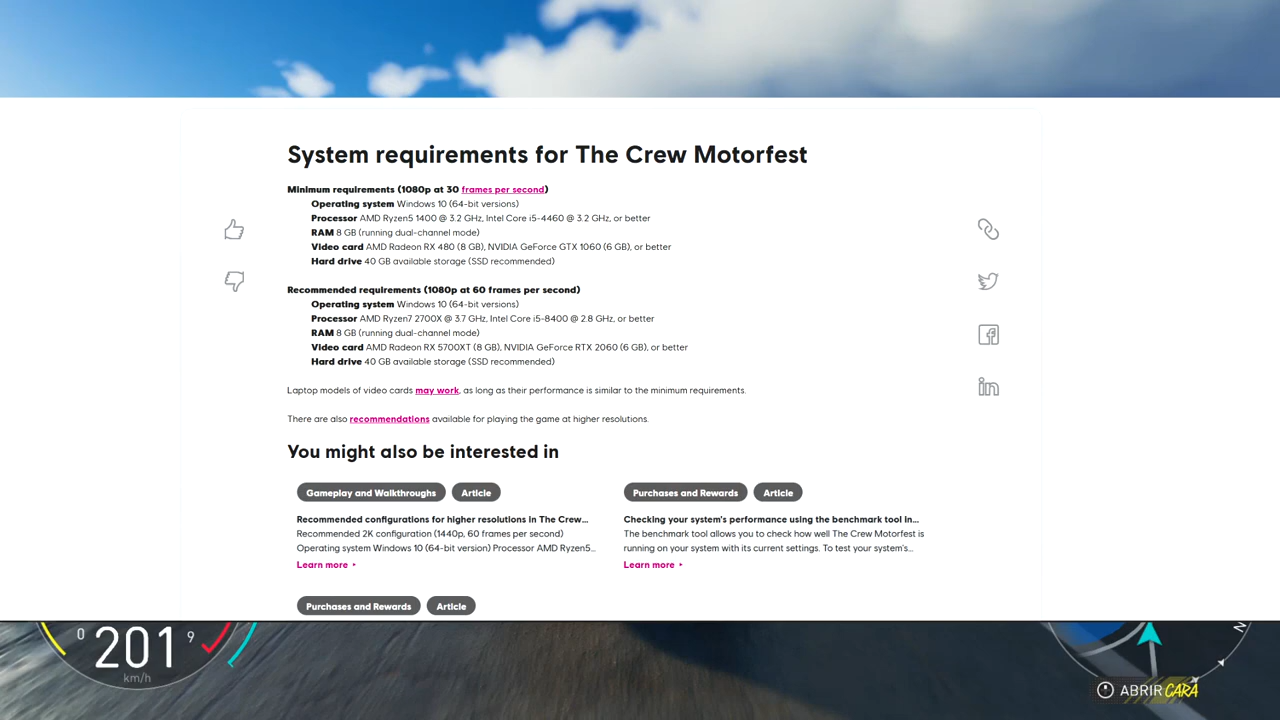 System requirements for The Crew Motorfest
Minimum requirements (1080p at 30 frames per second)
Operating system Windows 10 (64-bit versions)
Processor AMD Ryzen5 1400 @ 3.2 GHz, Intel Core i5-4460 @ 3.2 GHz, or better
RAM 8 GB (running dual-channel mode)
Video card AMD Radeon RX 480 (8 GB), NVIDIA GeForce GTX 1060 (6 GB), or better
Hard drive 40 GB available storage (SSD recommended)
Recommended requirements (1080p at 60 frames per second)
Operating system Windows 10 (64-bit versions)
Processor AMD Ryzen7 2700X @ 3.7 GHz, Intel Core i5-8400 @ 2.8 GHz, or better
RAM 8 GB (running dual-channel mode)
Video card AMD Radeon RX 5700XT (8 GB), NVIDIA GeForce RTX 2060 (6 GB), or better
Hard drive 40 GB available storage (SSD recommended)
Laptop models of video cards may work, as long as their performance is similar to the minimum requirements.
There are also recommendations available for playing the game at higher resolutions.
You might also be interested in
Gameplay and Walkthroughs Article
Recommended configurations for higher resolutions in The Crew...
Recommended 2K configuration (1440p, 60 frames per second)
Operating system Windows 10 (64-bit version) Processor AMD Ryzen5...
Learn more
Purchases and Rewards Article
Checking your system's performance using the benchmark tool in...
The benchmark tool allows you to check how well The Crew Motorfest is
running on your system with its current settings. To test your system's...
Learn more
Purchases and Rewards Article
0 201 9
km/h
N
ABRIR CARA